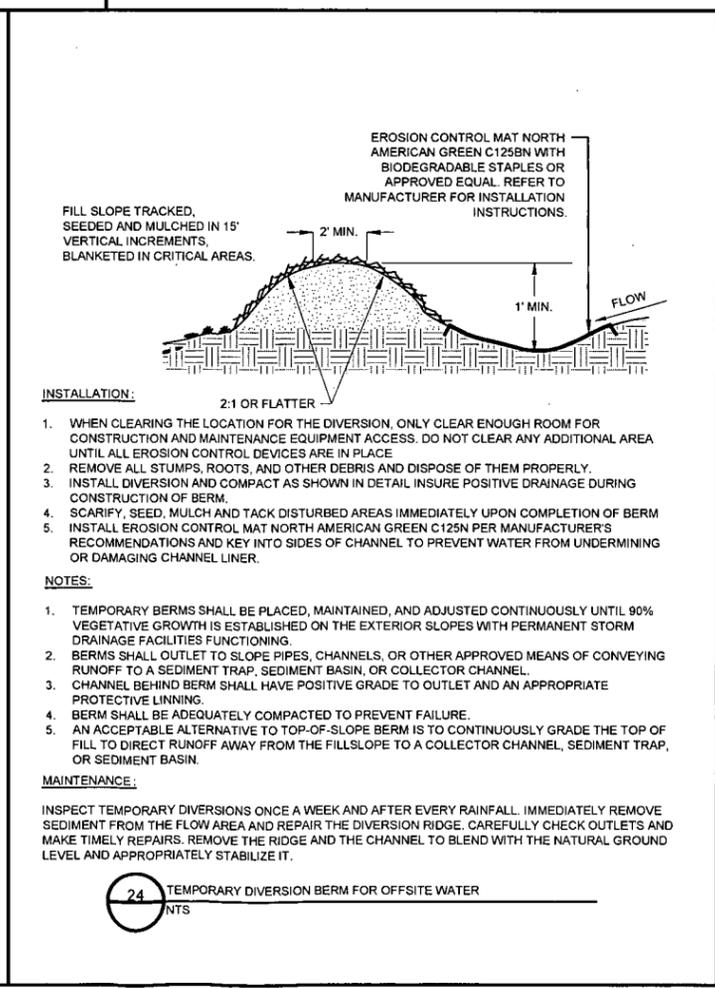 EROSION CONTROL MAT NORTH
AMERICAN GREEN C125BN WITH
BIODEGRADABLE STAPLES OR
APPROVED EQUAL. REFER TO
MANUFACTURER FOR INSTALLATION
INSTRUCTIONS.
FILL SLOPE TRACKED,
SEEDED AND MULCHED IN 15'
VERTICAL INCREMENTS,
BLANKETED IN CRITICAL AREAS.
2' MIN.
1' MIN.
FLOW
2:1 OR FLATTER
INSTALLATION:
1. WHEN CLEARING THE LOCATION FOR THE DIVERSION, ONLY CLEAR ENOUGH ROOM FOR
CONSTRUCTION AND MAINTENANCE EQUIPMENT ACCESS. DO NOT CLEAR ANY ADDITIONAL AREA
UNTIL ALL EROSION CONTROL DEVICES ARE IN PLACE
2. REMOVE ALL STUMPS, ROOTS, AND OTHER DEBRIS AND DISPOSE OF THEM PROPERLY.
3. INSTALL DIVERSION AND COMPACT AS SHOWN IN DETAIL INSURE POSITIVE DRAINAGE DURING
CONSTRUCTION OF BERM.
4. SCARIFY, SEED, MULCH AND TACK DISTURBED AREAS IMMEDIATELY UPON COMPLETION OF BERM
5. INSTALL EROSION CONTROL MAT NORTH AMERICAN GREEN C125N PER MANUFACTURER'S
RECOMMENDATIONS AND KEY INTO SIDES OF CHANNEL TO PREVENT WATER FROM UNDERMINING
OR DAMAGING CHANNEL LINER.
NOTES:
1. TEMPORARY BERMS SHALL BE PLACED, MAINTAINED, AND ADJUSTED CONTINUOUSLY UNTIL 90%
VEGETATIVE GROWTH IS ESTABLISHED ON THE EXTERIOR SLOPES WITH PERMANENT STORM
DRAINAGE FACILITIES FUNCTIONING.
2. BERMS SHALL OUTLET TO SLOPE PIPES, CHANNELS, OR OTHER APPROVED MEANS OF CONVEYING
RUNOFF TO A SEDIMENT TRAP, SEDIMENT BASIN, OR COLLECTOR CHANNEL.
3. CHANNEL BEHIND BERM SHALL HAVE POSITIVE GRADE TO OUTLET AND AN APPROPRIATE
PROTECTIVE LINNING.
4. BERM SHALL BE ADEQUATELY COMPACTED TO PREVENT FAILURE.
5. AN ACCEPTABLE ALTERNATIVE TO TOP-OF-SLOPE BERM IS TO CONTINUOUSLY GRADE THE TOP OF
FILL TO DIRECT RUNOFF AWAY FROM THE FILLSLOPE TO A COLLECTOR CHANNEL, SEDIMENT TRAP,
OR SEDIMENT BASIN.
MAINTENANCE:
INSPECT TEMPORARY DIVERSIONS ONCE A WEEK AND AFTER EVERY RAINFALL. IMMEDIATELY REMOVE
SEDIMENT FROM THE FLOW AREA AND REPAIR THE DIVERSION RIDGE. CAREFULLY CHECK OUTLETS AND
MAKE TIMELY REPAIRS. REMOVE THE RIDGE AND THE CHANNEL TO BLEND WITH THE NATURAL GROUND
LEVEL AND APPROPRIATELY STABILIZE IT.
24 TEMPORARY DIVERSION BERM FOR OFFSITE WATER
NTS